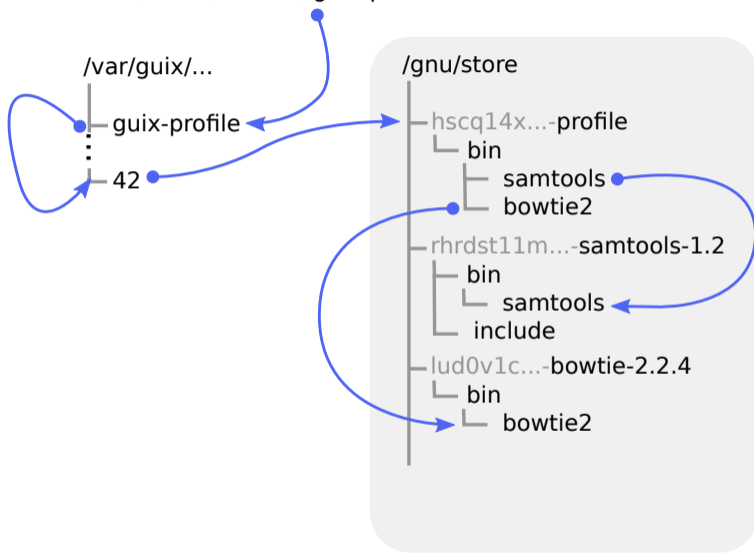 /var/guix/...
guix-profile
42
/gnu/store
hscq14x...-profile
bin
samtools
bowtie2
rhrdst11m...-samtools-1.2
bin
samtools
include
lud0v1c...-bowtie-2.2.4
bin
bowtie2